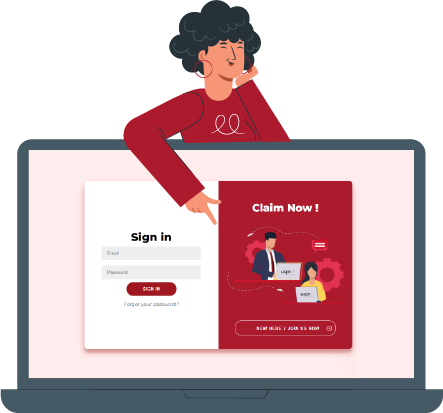 Sign in
Email
Password
SIGN IN
Forgot your password?
Claim Now !
NEW HERE ? JOIN US NOW